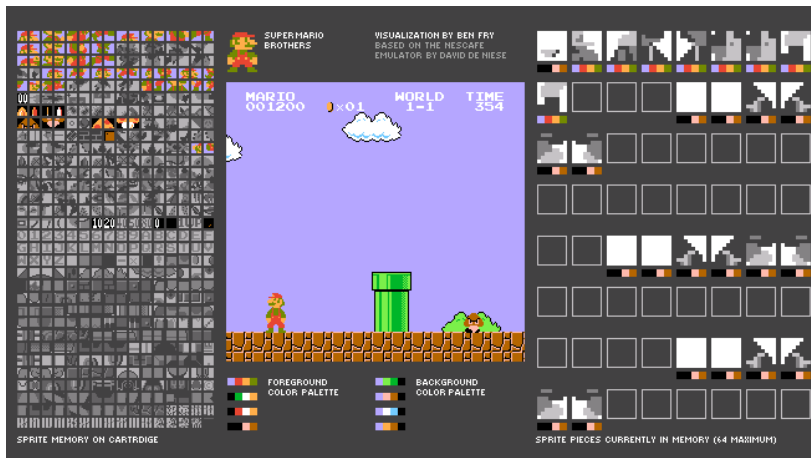 SUPER MARIO
BROTHERS
VISUALIZATION BY BEN FRY
BASED ON THE NESCAFE
EMULATOR BY DAVID DE NIESE
MARIO WORLD TIME
001200 x01 1-1 354
FOREGROUND
COLOR PALETTE
BACKGROUND
COLOR PALETTE
SPRITE MEMORY ON CARTRDIGE
SPRITE PIECES CURRENTLY IN MEMORY (64 MAXIMUM)